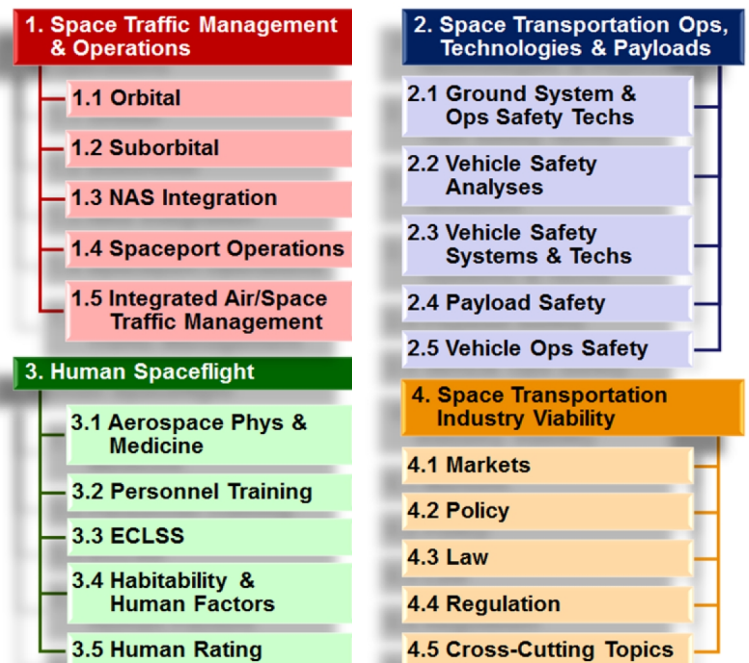 1. Space Traffic Management
& Operations
1.1 Orbital
1.2 Suborbital
1.3 NAS Integration
1.4 Spaceport Operations
1.5 Integrated Air/Space
Traffic Management
2. Space Transportation Ops,
Technologies & Payloads
2.1 Ground System &
Ops Safety Techs
2.2 Vehicle Safety
Analyses
2.3 Vehicle Safety
Systems & Techs
2.4 Payload Safety
2.5 Vehicle Ops Safety
3. Human Spaceflight
3.1 Aerospace Phys &
Medicine
3.2 Personnel Training
3.3 ECLSS
3.4 Habitability &
Human Factors
3.5 Human Rating
4. Space Transportation
Industry Viability
4.1 Markets
4.2 Policy
4.3 Law
4.4 Regulation
4.5 Cross-Cutting Topics